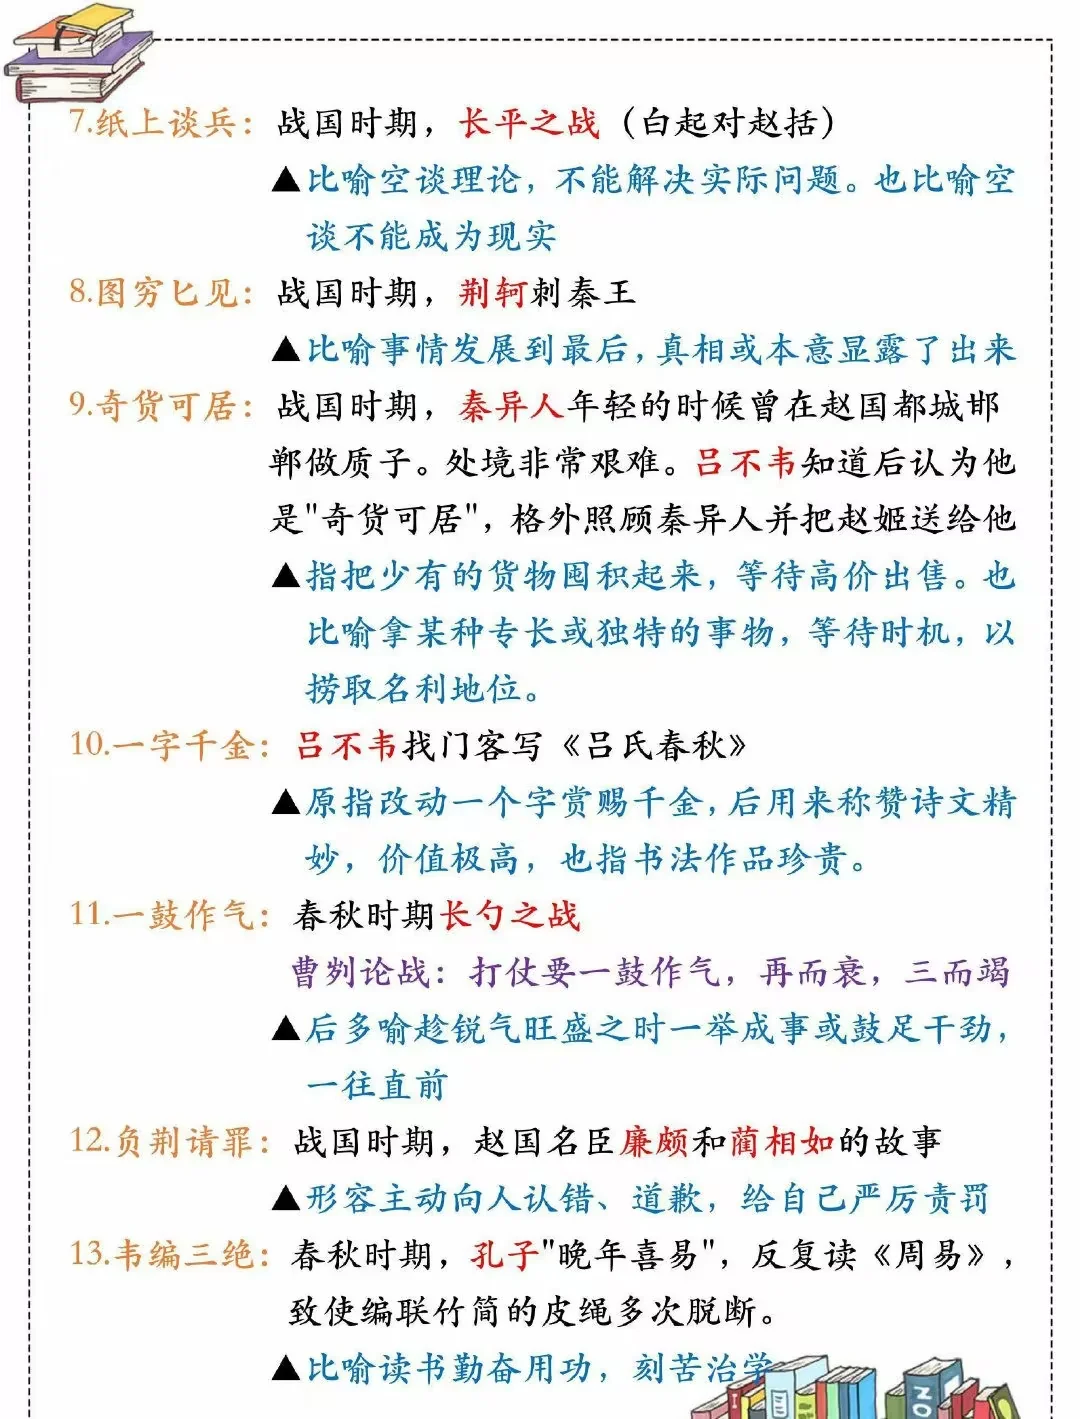 7.纸上谈兵：战国时期，长平之战（白起对赵括）
▲比喻空谈理论，不能解决实际问题。也比喻空
谈不能成为现实
8.图穷匕见：战国时期，荆轲刺秦王
▲比喻事情发展到最后，真相或本意显露了出来
9.奇货可居：战国时期，秦异人年轻的时候曾在赵国都城邯
郸做质子。处境非常艰难。吕不韦知道后认为他
是"奇货可居"，格外照顾秦异人并把赵姬送给他
▲指把少有的货物囤积起来，等待高价出售。也
比喻拿某种专长或独特的事物，等待时机，以
捞取名利地位。
10.一字千金：吕不韦找门客写《吕氏春秋》
▲原指改动一个字赏赐千金，后用来称赞诗文精
妙，价值极高，也指书法作品珍贵。
11.一鼓作气：春秋时期长勺之战
曹刿论战：打仗要一鼓作气，再而衰，三而竭
▲后多喻趁锐气旺盛之时一举成事或鼓足干劲，
一往直前
12.负荆请罪：战国时期，赵国名臣廉颇和蔺相如的故事
▲形容主动向人认错、道歉，给自己严厉责罚
13.韦编三绝：春秋时期，孔子"晚年喜易"，反复读《周易》，
致使编联竹简的皮绳多次脱断。
▲比喻读书勤奋用功，刻苦治学